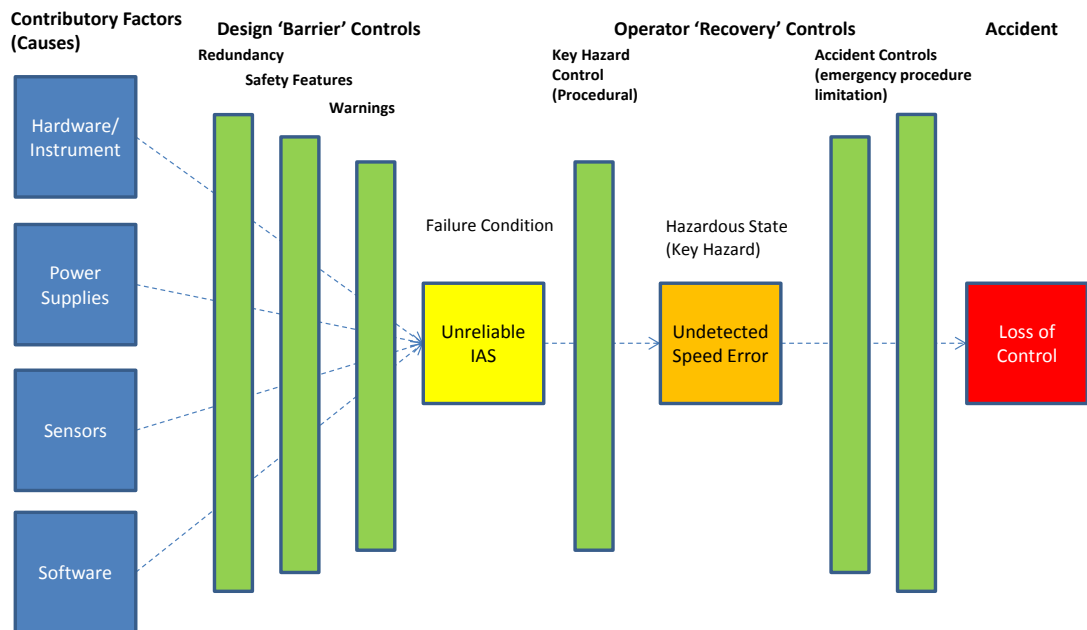 Contributory Factors
(Causes)
Design ‘Barrier’ Controls
Operator ‘Recovery’ Controls
Accident
Redundancy
Safety Features
Warnings
Key Hazard
Control
(Procedural)
Accident Controls
(emergency procedure
limitation)
Hardware/
Instrument
Power
Supplies
Sensors
Software
Failure Condition
Unreliable
IAS
Hazardous State
(Key Hazard)
Undetected
Speed Error
Loss of
Control